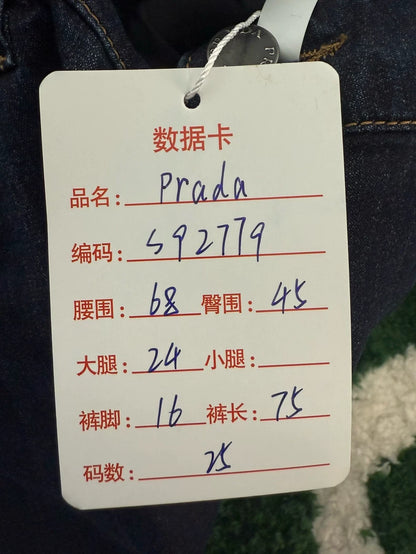 数据卡
品名: Prada
编码: S92779
腰围: 68 臀围: 45
大腿: 24 小腿:
裤脚: 16 裤长: 75
码数: 25